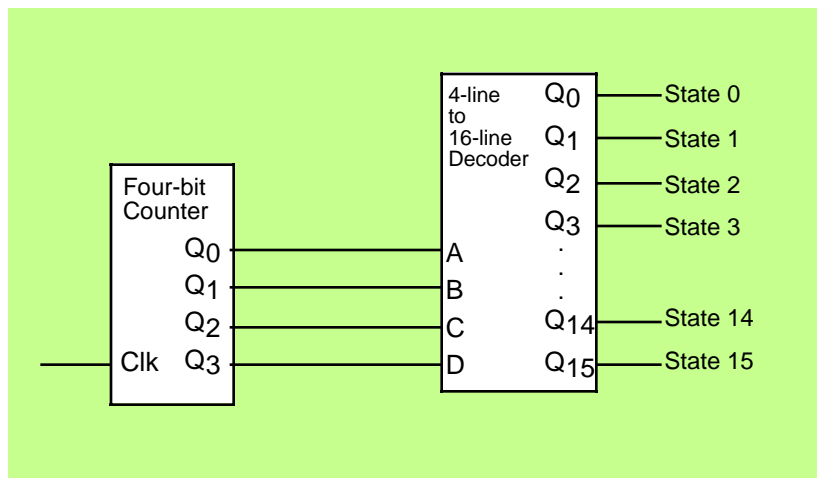 Four-bit
Counter
Q0
Q1
Q2
Clk Q3
4-line
to
16-line
Decoder
A
B
C
D
Q0
Q1
Q2
Q3
.
.
.
Q14
Q15
State 0
State 1
State 2
State 3
State 14
State 15